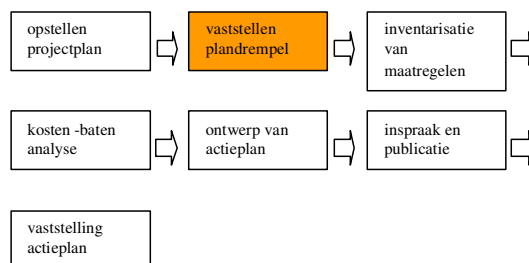 opstellen
projectplan
vaststellen
plandrempel
inventarisatie
van
maatregelen
kosten -baten
analyse
ontwerp van
actieplan
inspraak en
publicatie
vaststelling
actieplan